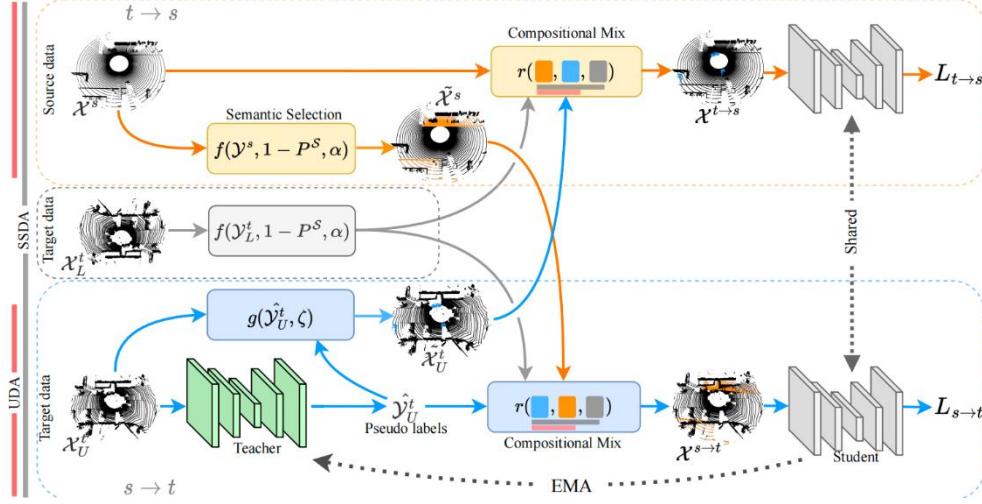 t → s
Source data
𝒳^s
Semantic Selection
f(𝒴^s, 1 − P^𝒮, α)
𝒳̃^s
Compositional Mix
r( , , )
𝒳^{t→s}
L_{t→s}
SSDA
Target data
𝒳_L^t
f(𝒴_L^t, 1 − P^𝒮, α)
Shared
UDA
Target data
𝒳_U^t
g(𝒴̂_U^t, ζ)
𝒳̃_U^t
Teacher
𝒴̂_U^t
Pseudo labels
r( , , )
Compositional Mix
𝒳^{s→t}
Student
L_{s→t}
EMA
s → t